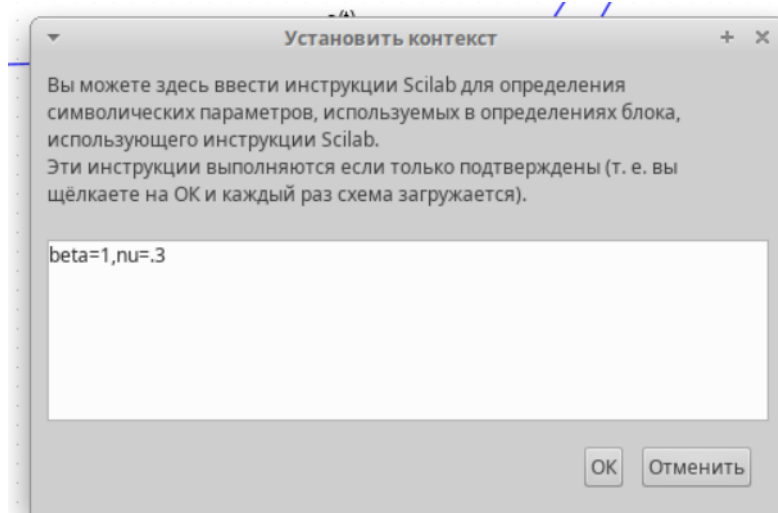 Установить контекст
Вы можете здесь ввести инструкции Scilab для определения
символических параметров, используемых в определениях блока,
использующего инструкции Scilab.
Эти инструкции выполняются если только подтверждены (т. е. вы
щёлкаете на ОК и каждый раз схема загружается).
beta=1,nu=.3
ОК Отменить